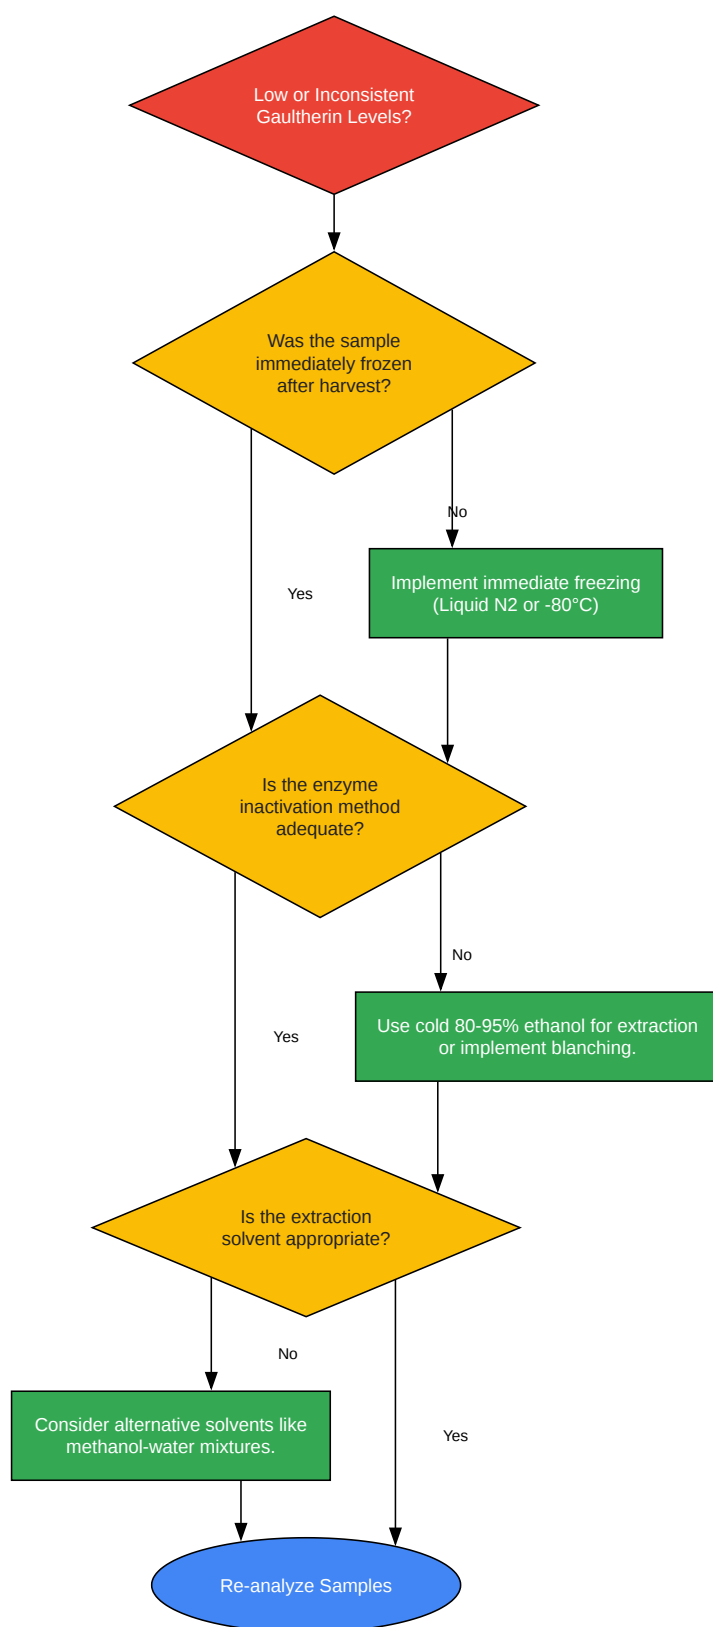 Low or Inconsistent
Gaultherin Levels?
Was the sample
immediately frozen
after harvest?
No
Implement immediate freezing
(Liquid N2 or -80°C)
Yes
Is the enzyme
inactivation method
adequate?
No
Use cold 80-95% ethanol for extraction
or implement blanching.
Yes
Is the extraction
solvent appropriate?
No
Consider alternative solvents like
methanol-water mixtures.
Yes
Re-analyze Samples